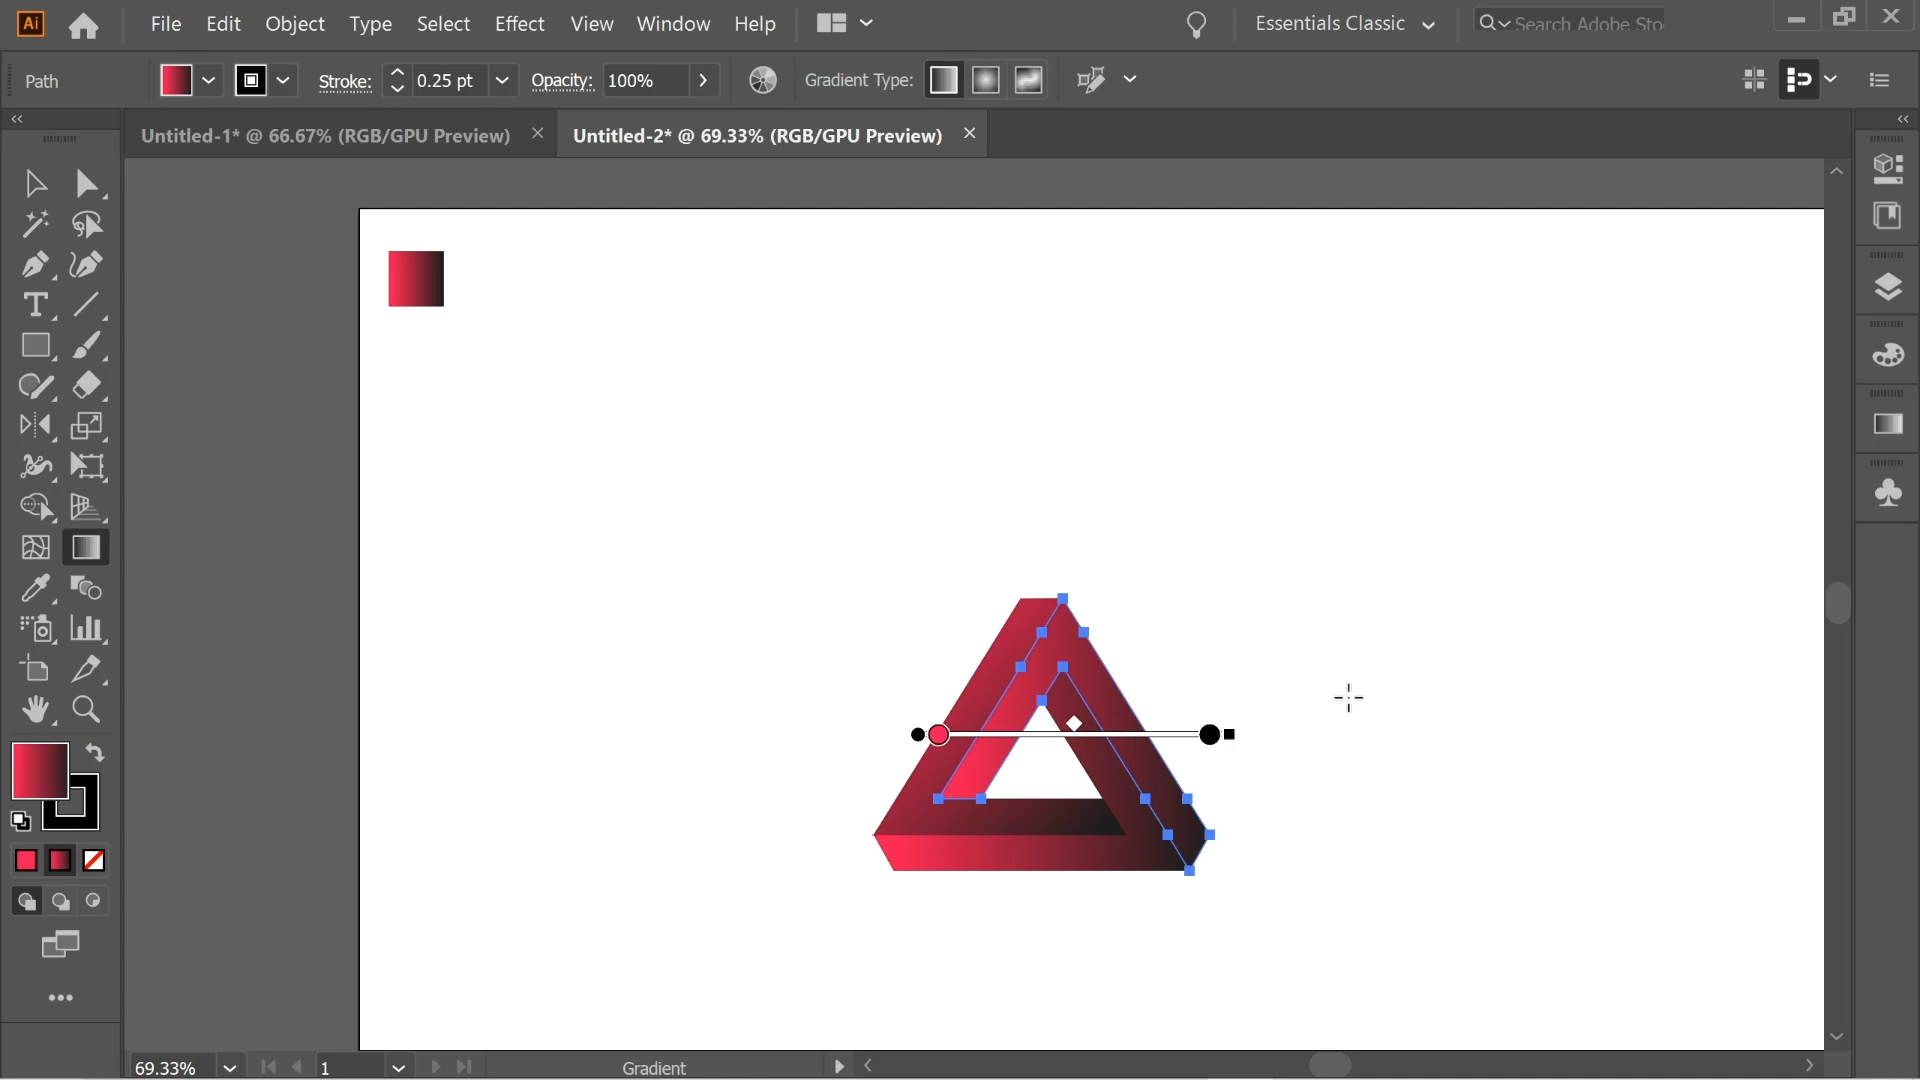 Ai File Edit Object Type Select Effect View Window Help Essentials Classic Search Adobe Sto
Path Stroke: 0.25 pt Opacity: 100% Gradient Type:
Untitled-1* @ 66.67% (RGB/GPU Preview) Untitled-2* @ 69.33% (RGB/GPU Preview)
69.33% 1 Gradient